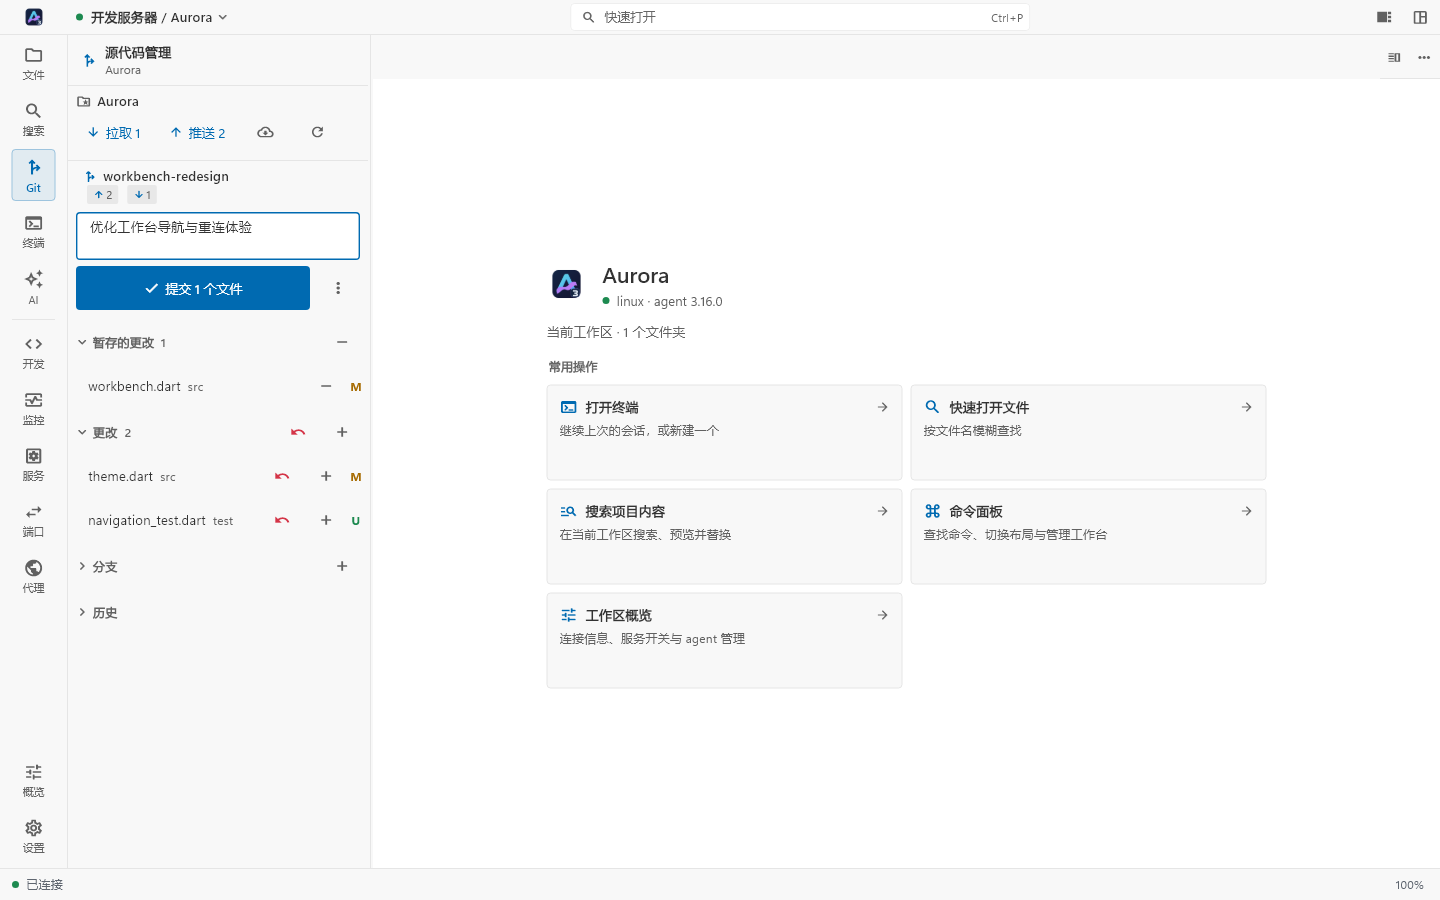 开发服务器 / Aurora
快速打开
Ctrl+P
文件
搜索
Git
终端
AI
开发
监控
服务
端口
代理
概览
设置
源代码管理
Aurora
Aurora
拉取 1
推送 2
workbench-redesign
2
1
优化工作台导航与重连体验
提交 1 个文件
暂存的更改 1
workbench.dart src
M
更改 2
theme.dart src
M
navigation_test.dart test
U
分支
历史
Aurora
linux · agent 3.16.0
当前工作区 · 1 个文件夹
常用操作
打开终端
继续上次的会话，或新建一个
快速打开文件
按文件名模糊查找
搜索项目内容
在当前工作区搜索、预览并替换
命令面板
查找命令、切换布局与管理工作台
工作区概览
连接信息、服务开关与 agent 管理
已连接
100%